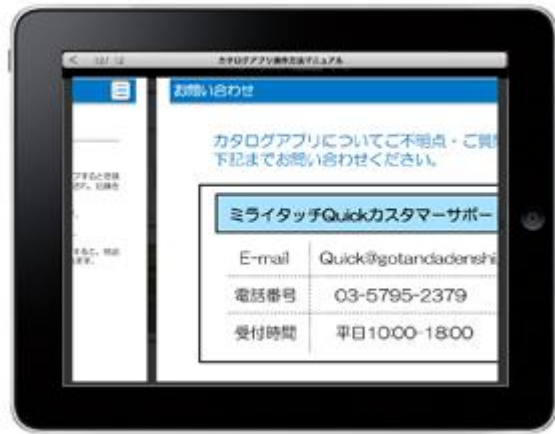 12/ 12
カタログアプリ操作方法マニュアル
お問い合わせ
カタログアプリについてご不明点・ご質
下記までお問い合わせください。
ミライタッチQuickカスタマーサポー
E-mail Quick@gotandadenshi
電話番号 03-5795-2379
受付時間 平日10:00-18:00